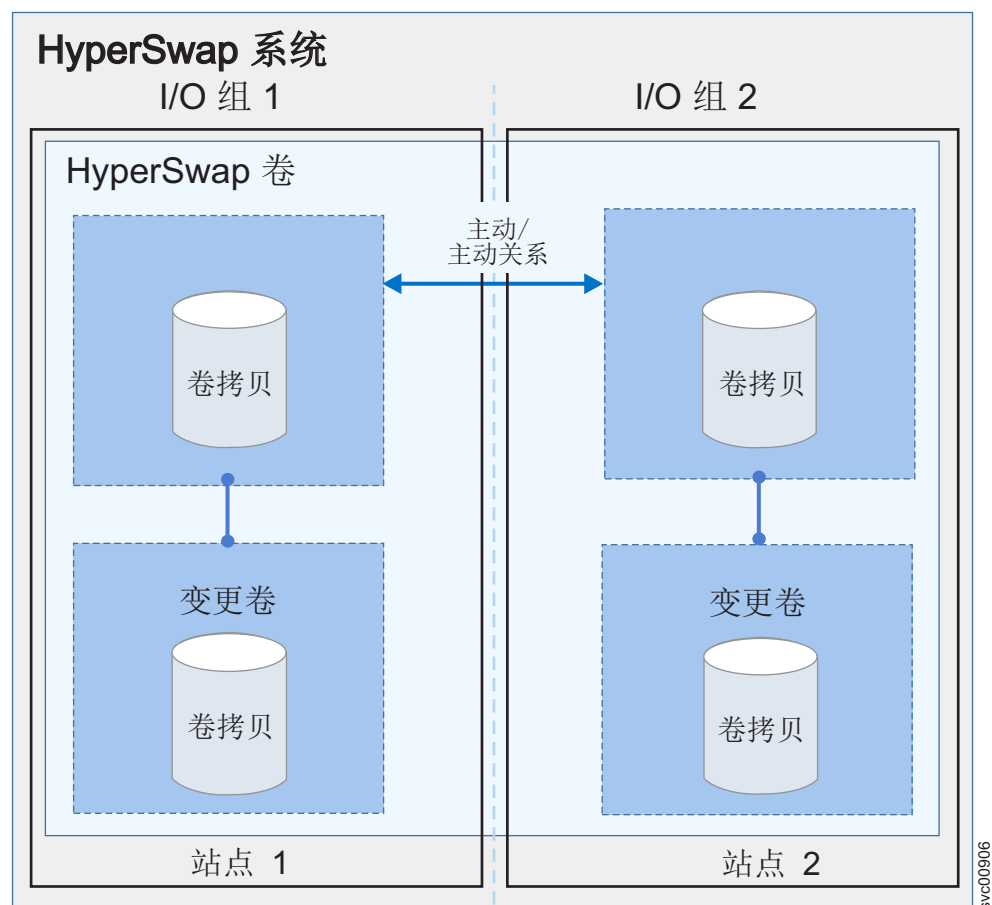 HyperSwap 系统
I/O 组 1
I/O 组 2
HyperSwap 卷
主动/
主动关系
卷拷贝
卷拷贝
变更卷
变更卷
卷拷贝
卷拷贝
站点 1
站点 2
svc00906